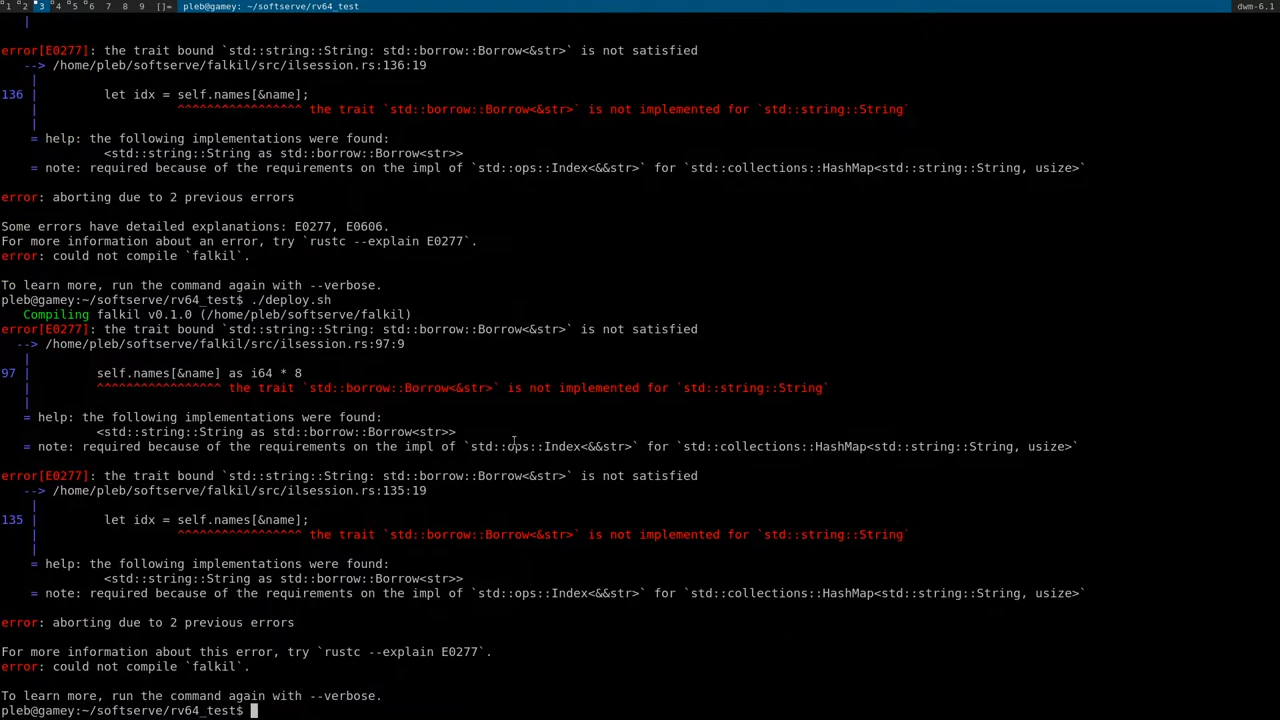 1 2 3 4 5 6 7 8 9 []= pleb@gamey: ~/softserve/rv64_test dwm-6.1
|
error[E0277]: the trait bound `std::string::String: std::borrow::Borrow<&str>` is not satisfied
--> /home/pleb/softserve/falkil/src/ilsession.rs:136:19
|
136 | let idx = self.names[&name];
| ^^^^^^^^^^^^^^^^^ the trait `std::borrow::Borrow<&str>` is not implemented for `std::string::String`
|
= help: the following implementations were found:
<std::string::String as std::borrow::Borrow<str>>
= note: required because of the requirements on the impl of `std::ops::Index<&&str>` for `std::collections::HashMap<std::string::String, usize>`
error: aborting due to 2 previous errors
Some errors have detailed explanations: E0277, E0606.
For more information about an error, try `rustc --explain E0277`.
error: could not compile `falkil`.
To learn more, run the command again with --verbose.
pleb@gamey:~/softserve/rv64_test$ ./deploy.sh
Compiling falkil v0.1.0 (/home/pleb/softserve/falkil)
error[E0277]: the trait bound `std::string::String: std::borrow::Borrow<&str>` is not satisfied
--> /home/pleb/softserve/falkil/src/ilsession.rs:97:9
|
97 | self.names[&name] as i64 * 8
| ^^^^^^^^^^^^^^^^^ the trait `std::borrow::Borrow<&str>` is not implemented for `std::string::String`
|
= help: the following implementations were found:
<std::string::String as std::borrow::Borrow<str>>
= note: required because of the requirements on the impl of `std::ops::Index<&&str>` for `std::collections::HashMap<std::string::String, usize>`
error[E0277]: the trait bound `std::string::String: std::borrow::Borrow<&str>` is not satisfied
--> /home/pleb/softserve/falkil/src/ilsession.rs:135:19
|
135 | let idx = self.names[&name];
| ^^^^^^^^^^^^^^^^^ the trait `std::borrow::Borrow<&str>` is not implemented for `std::string::String`
|
= help: the following implementations were found:
<std::string::String as std::borrow::Borrow<str>>
= note: required because of the requirements on the impl of `std::ops::Index<&&str>` for `std::collections::HashMap<std::string::String, usize>`
error: aborting due to 2 previous errors
For more information about this error, try `rustc --explain E0277`.
error: could not compile `falkil`.
To learn more, run the command again with --verbose.
pleb@gamey:~/softserve/rv64_test$